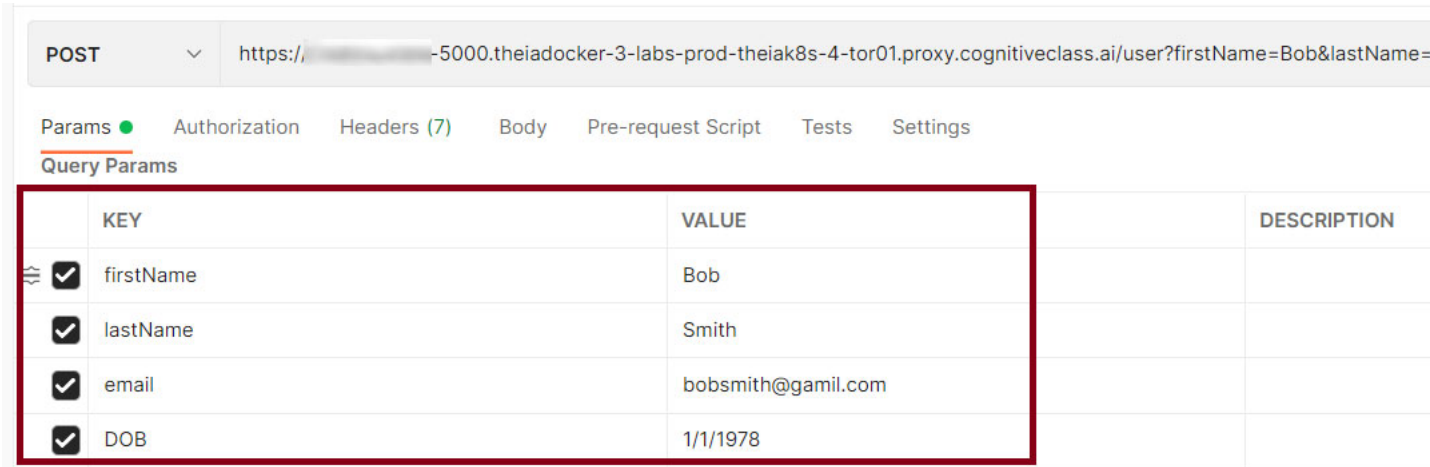 POST https:/ -5000.theiadocker-3-labs-prod-theiak8s-4-tor01.proxy.cognitiveclass.ai/user?firstName=Bob&lastName=
Params Authorization Headers (7) Body Pre-request Script Tests Settings
Query Params
KEY VALUE DESCRIPTION
firstName Bob
lastName Smith
email bobsmith@gamil.com
DOB 1/1/1978